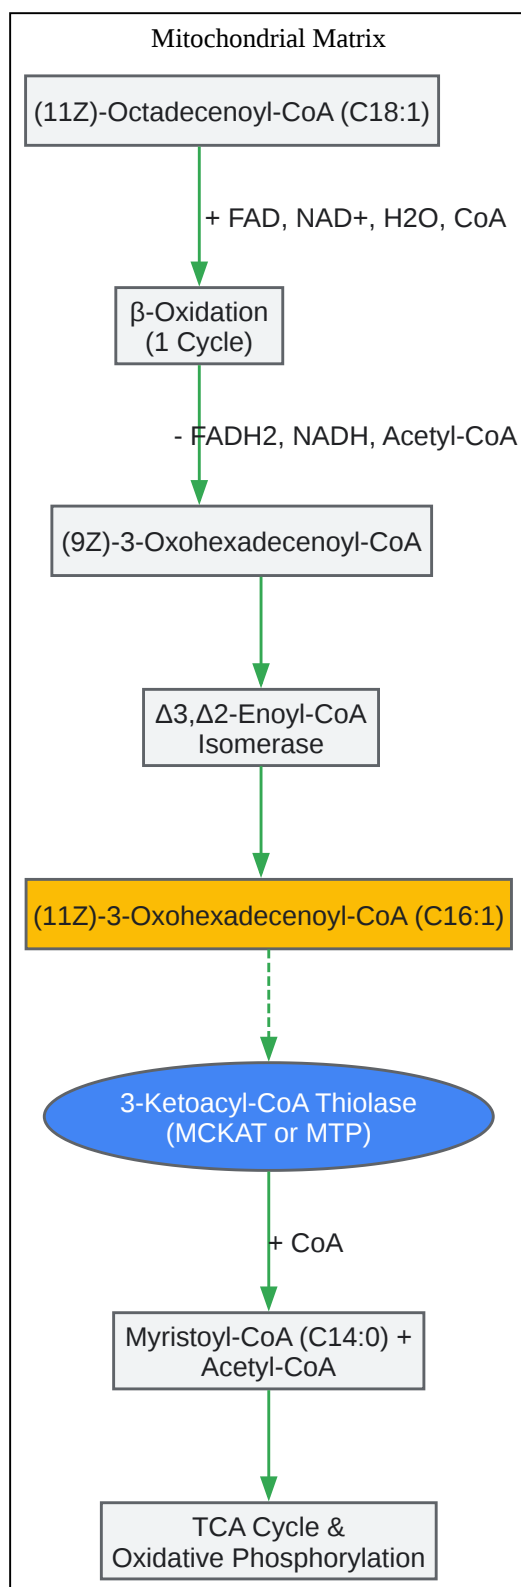 Mitochondrial Matrix
(11Z)-Octadecenoyl-CoA (C18:1)
+ FAD, NAD+, H2O, CoA
β-Oxidation
(1 Cycle)
- FADH2, NADH, Acetyl-CoA
(9Z)-3-Oxohexadecenoyl-CoA
Δ3,Δ2-Enoyl-CoA
Isomerase
(11Z)-3-Oxohexadecenoyl-CoA (C16:1)
3-Ketoacyl-CoA Thiolase
(MCKAT or MTP)
+ CoA
Myristoyl-CoA (C14:0) +
Acetyl-CoA
TCA Cycle &
Oxidative Phosphorylation